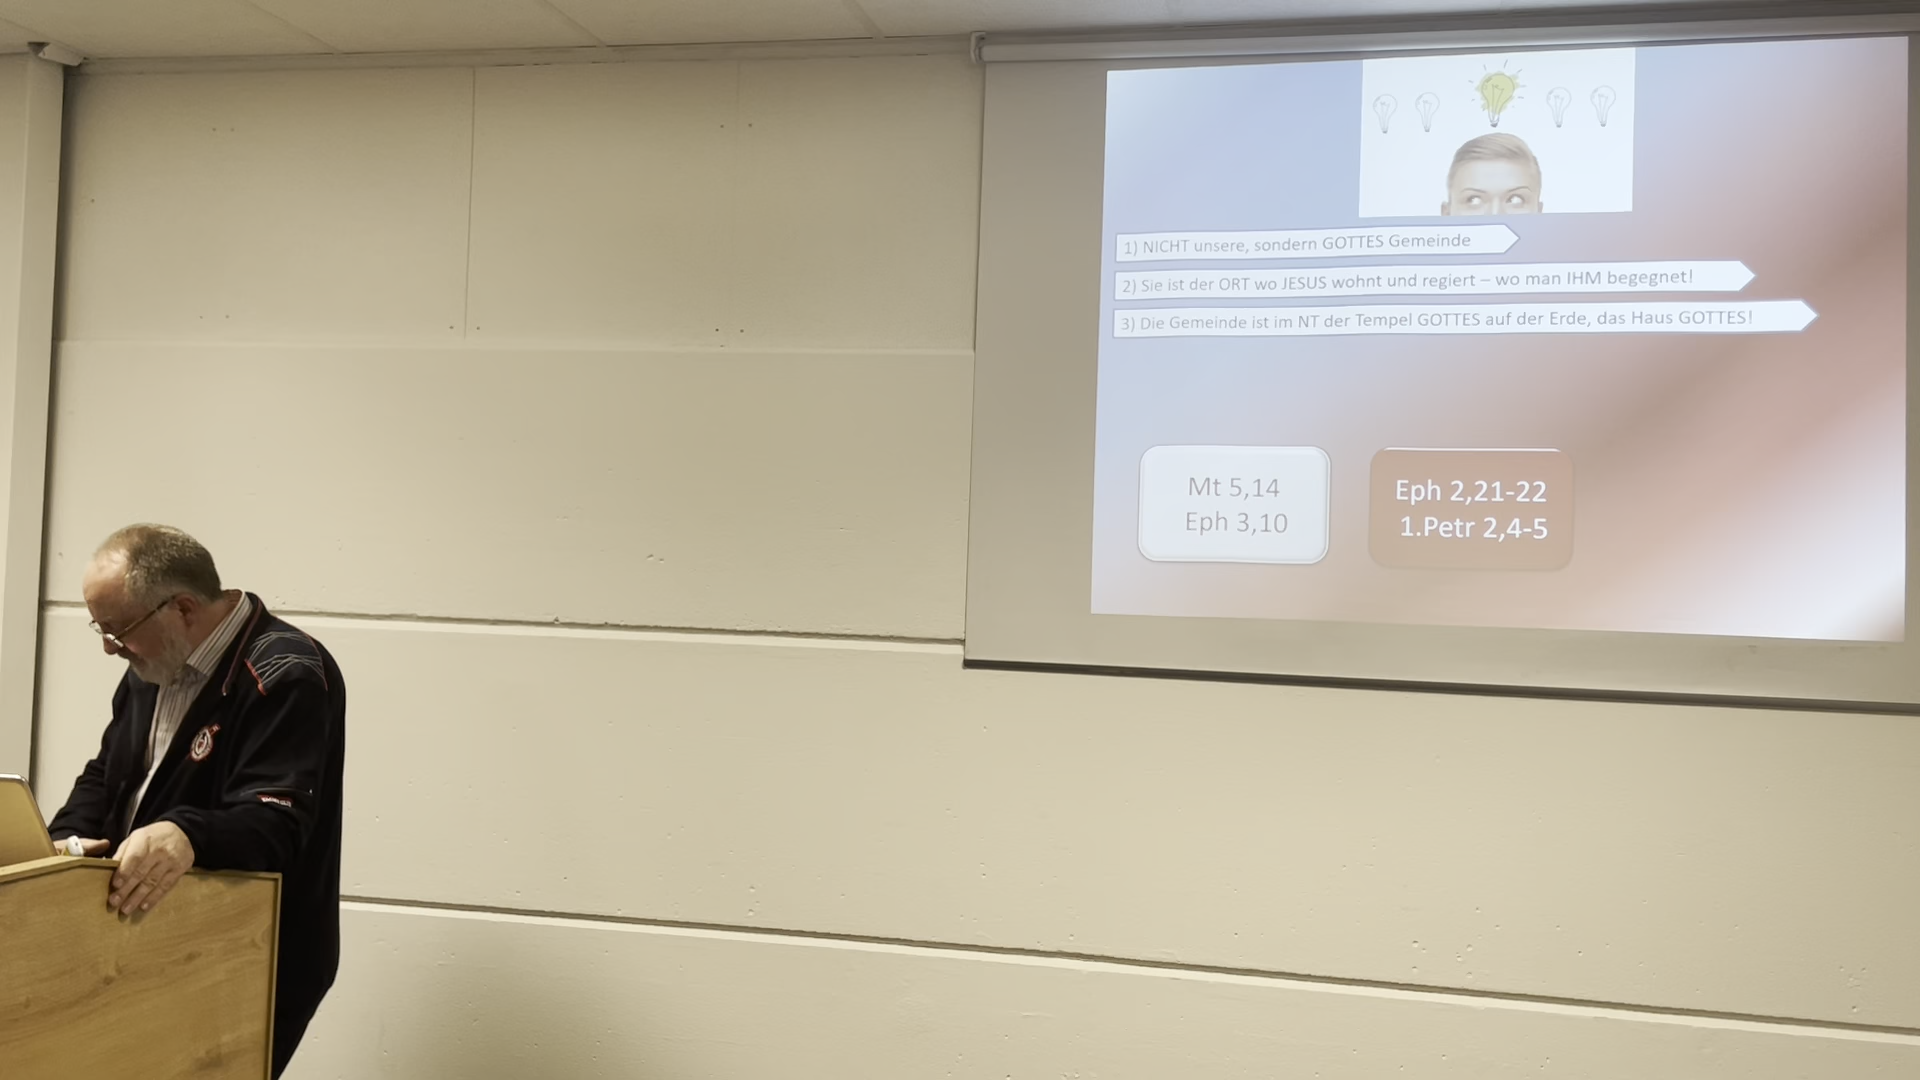 1) NICHT unsere, sondern GOTTES Gemeinde
2) Sie ist der ORT wo JESUS wohnt und regiert – wo man IHM begegnet!
3) Die Gemeinde ist im NT der Tempel GOTTES auf der Erde, das Haus GOTTES!
Mt 5,14
Eph 3,10
Eph 2,21-22
1.Petr 2,4-5